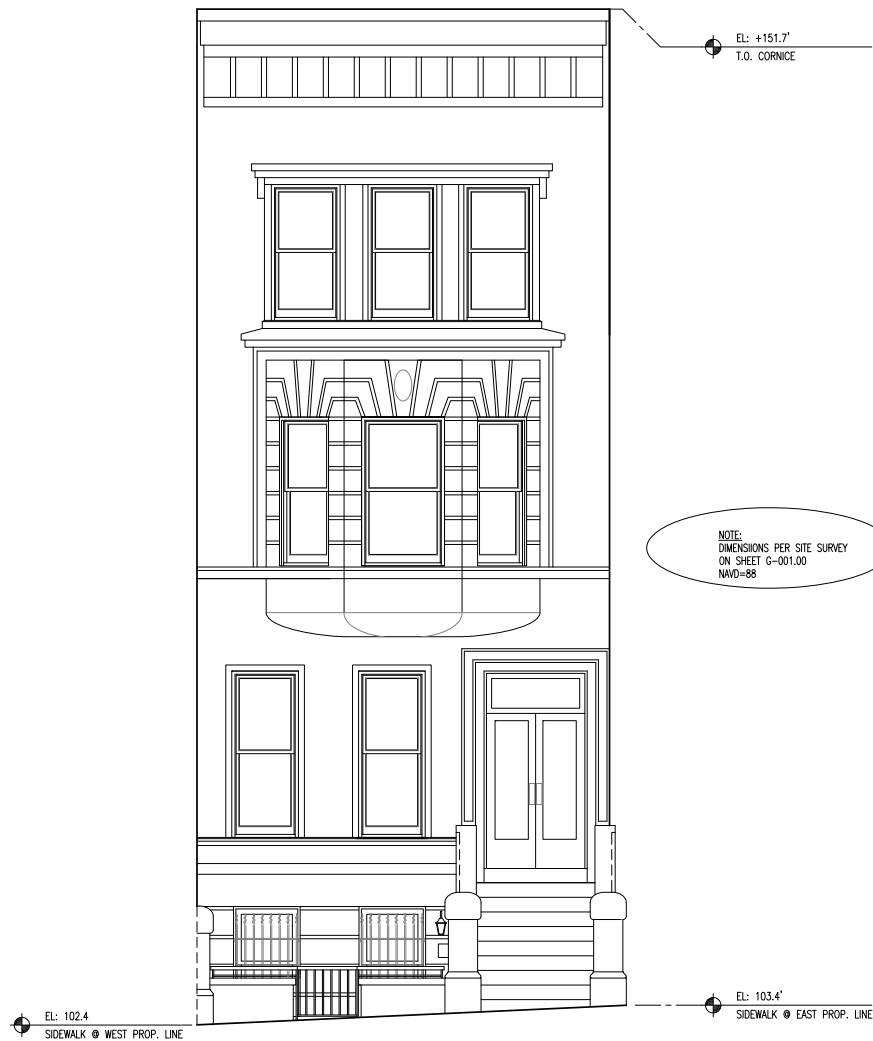 EL: +151.7'
T.O. CORNICE
NOTE:
DIMENSIIONS PER SITE SURVEY
ON SHEET G-001.00
NAVD=88
EL: 103.4'
SIDEWALK @ EAST PROP. LINE
EL: 102.4
SIDEWALK @ WEST PROP. LINE